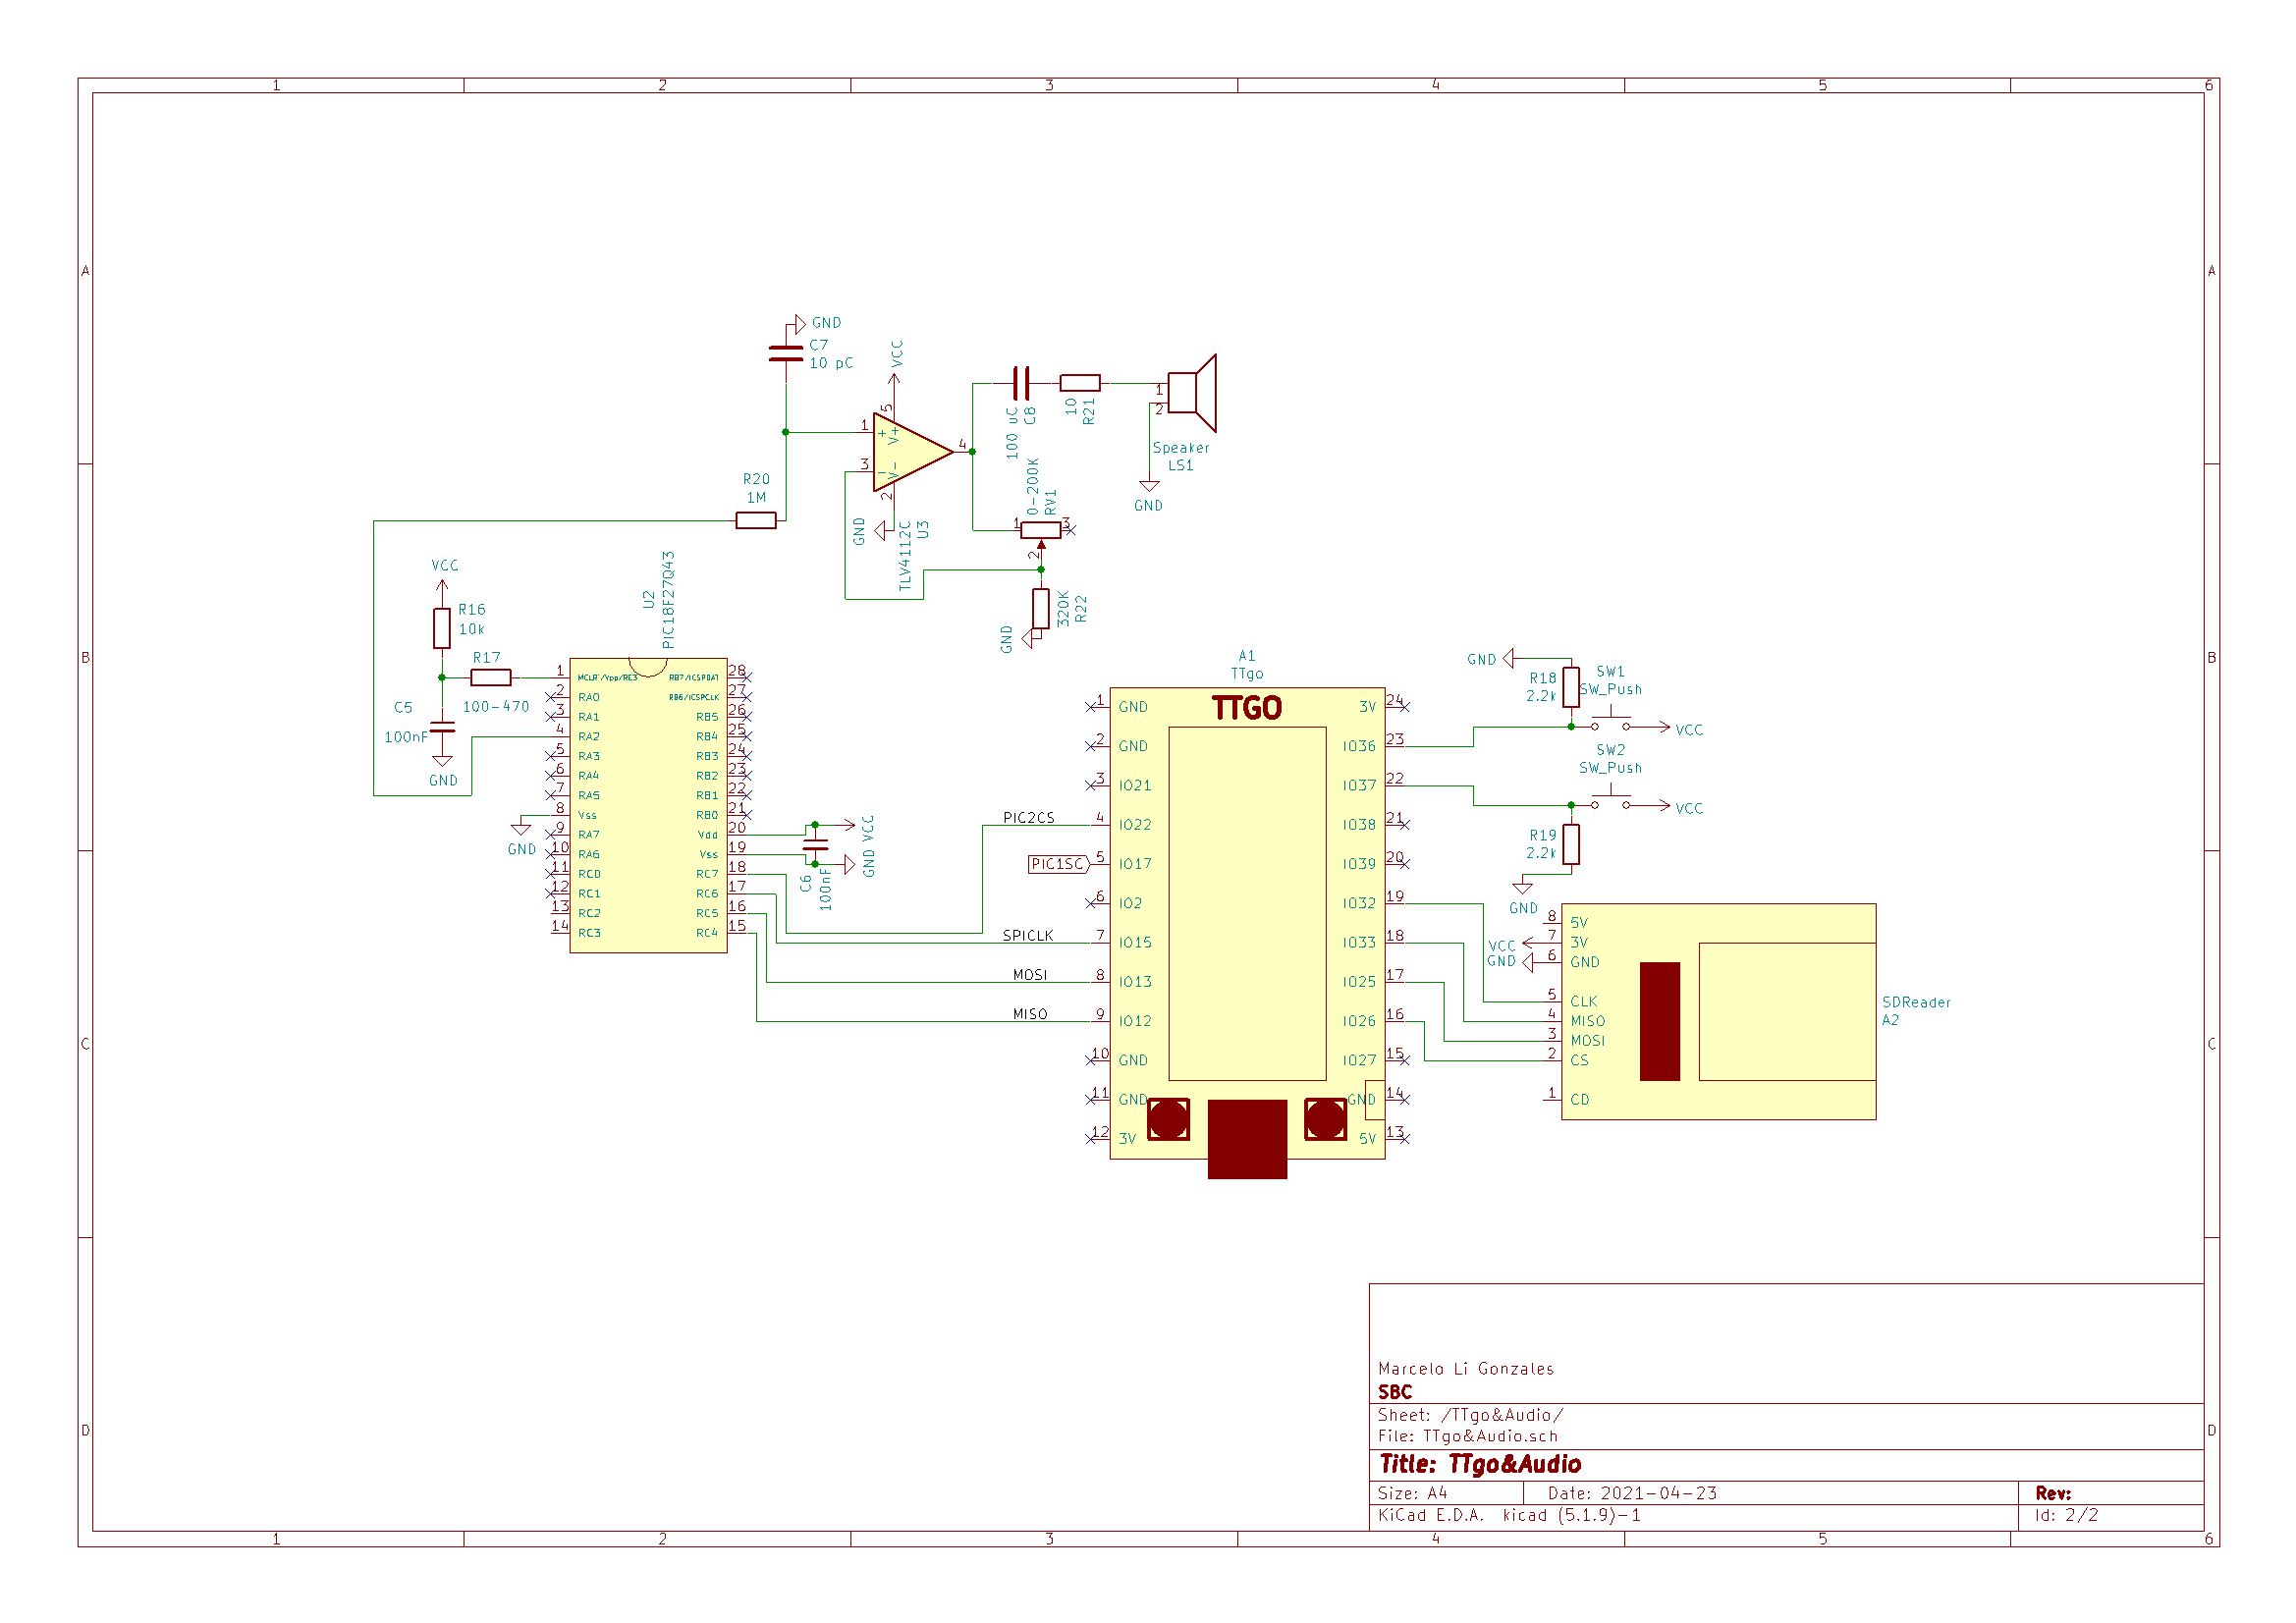 1 2 3 4 5 6
A A
GND
C7
10 pC
VCC
5
1 + V+
3 - V-
4
2
GND
TLV4112C
U3
100 uC
C8
10
R21
1
2
Speaker
LS1
GND
R20
1M
0-200K
RV1
1 3
2
320K
R22
GND
B B
VCC
R16
10k
R17
100-470
C5
100nF
GND
U2
PIC18F27Q43
1 MCLR'/Vpp/RE3
2 RA0
3 RA1
4 RA2
5 RA3
6 RA4
7 RA5
8 Vss
9 RA7
10 RA6
11 RC0
12 RC1
13 RC2
14 RC3
GND
RB7/ICSPDAT 28
RB6/ICSPCLK 27
RB5 26
RB4 25
RB3 24
RB2 23
RB1 22
RB0 21
Vdd 20
Vss 19
RC7 18
RC6 17
RC5 16
RC4 15
VCC
GND
C6
100nF
PIC2CS
PIC1SC
SPICLK
MOSI
MISO
A1
TTgo
TTGO
1 GND
2 GND
3 IO21
4 IO22
5 IO17
6 IO2
7 IO15
8 IO13
9 IO12
10 GND
11 GND
12 3V
3V 24
IO36 23
IO37 22
IO38 21
IO39 20
IO32 19
IO33 18
IO25 17
IO26 16
IO27 15
GND 14
5V 13
GND
R18
2.2k
SW1
SW_Push
VCC
SW2
SW_Push
VCC
R19
2.2k
GND
8 5V
VCC 7 3V
GND 6 GND
5 CLK
4 MISO
3 MOSI
2 CS
1 CD
SDReader
A2
C C
D D
Marcelo Li Gonzales
SBC
Sheet: /TTgo&Audio/
File: TTgo&Audio.sch
Title: TTgo&Audio
Size: A4 Date: 2021-04-23 Rev:
KiCad E.D.A. kicad (5.1.9)-1 Id: 2/2
1 2 3 4 5 6